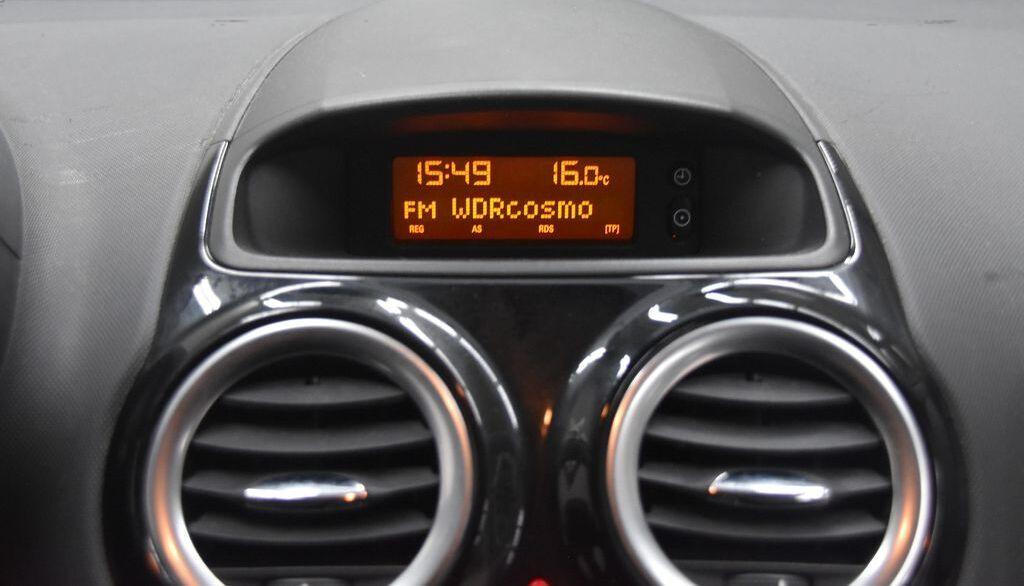 15:49 16.0°C
FM WDRcosmo
REG AS RDS [TP]